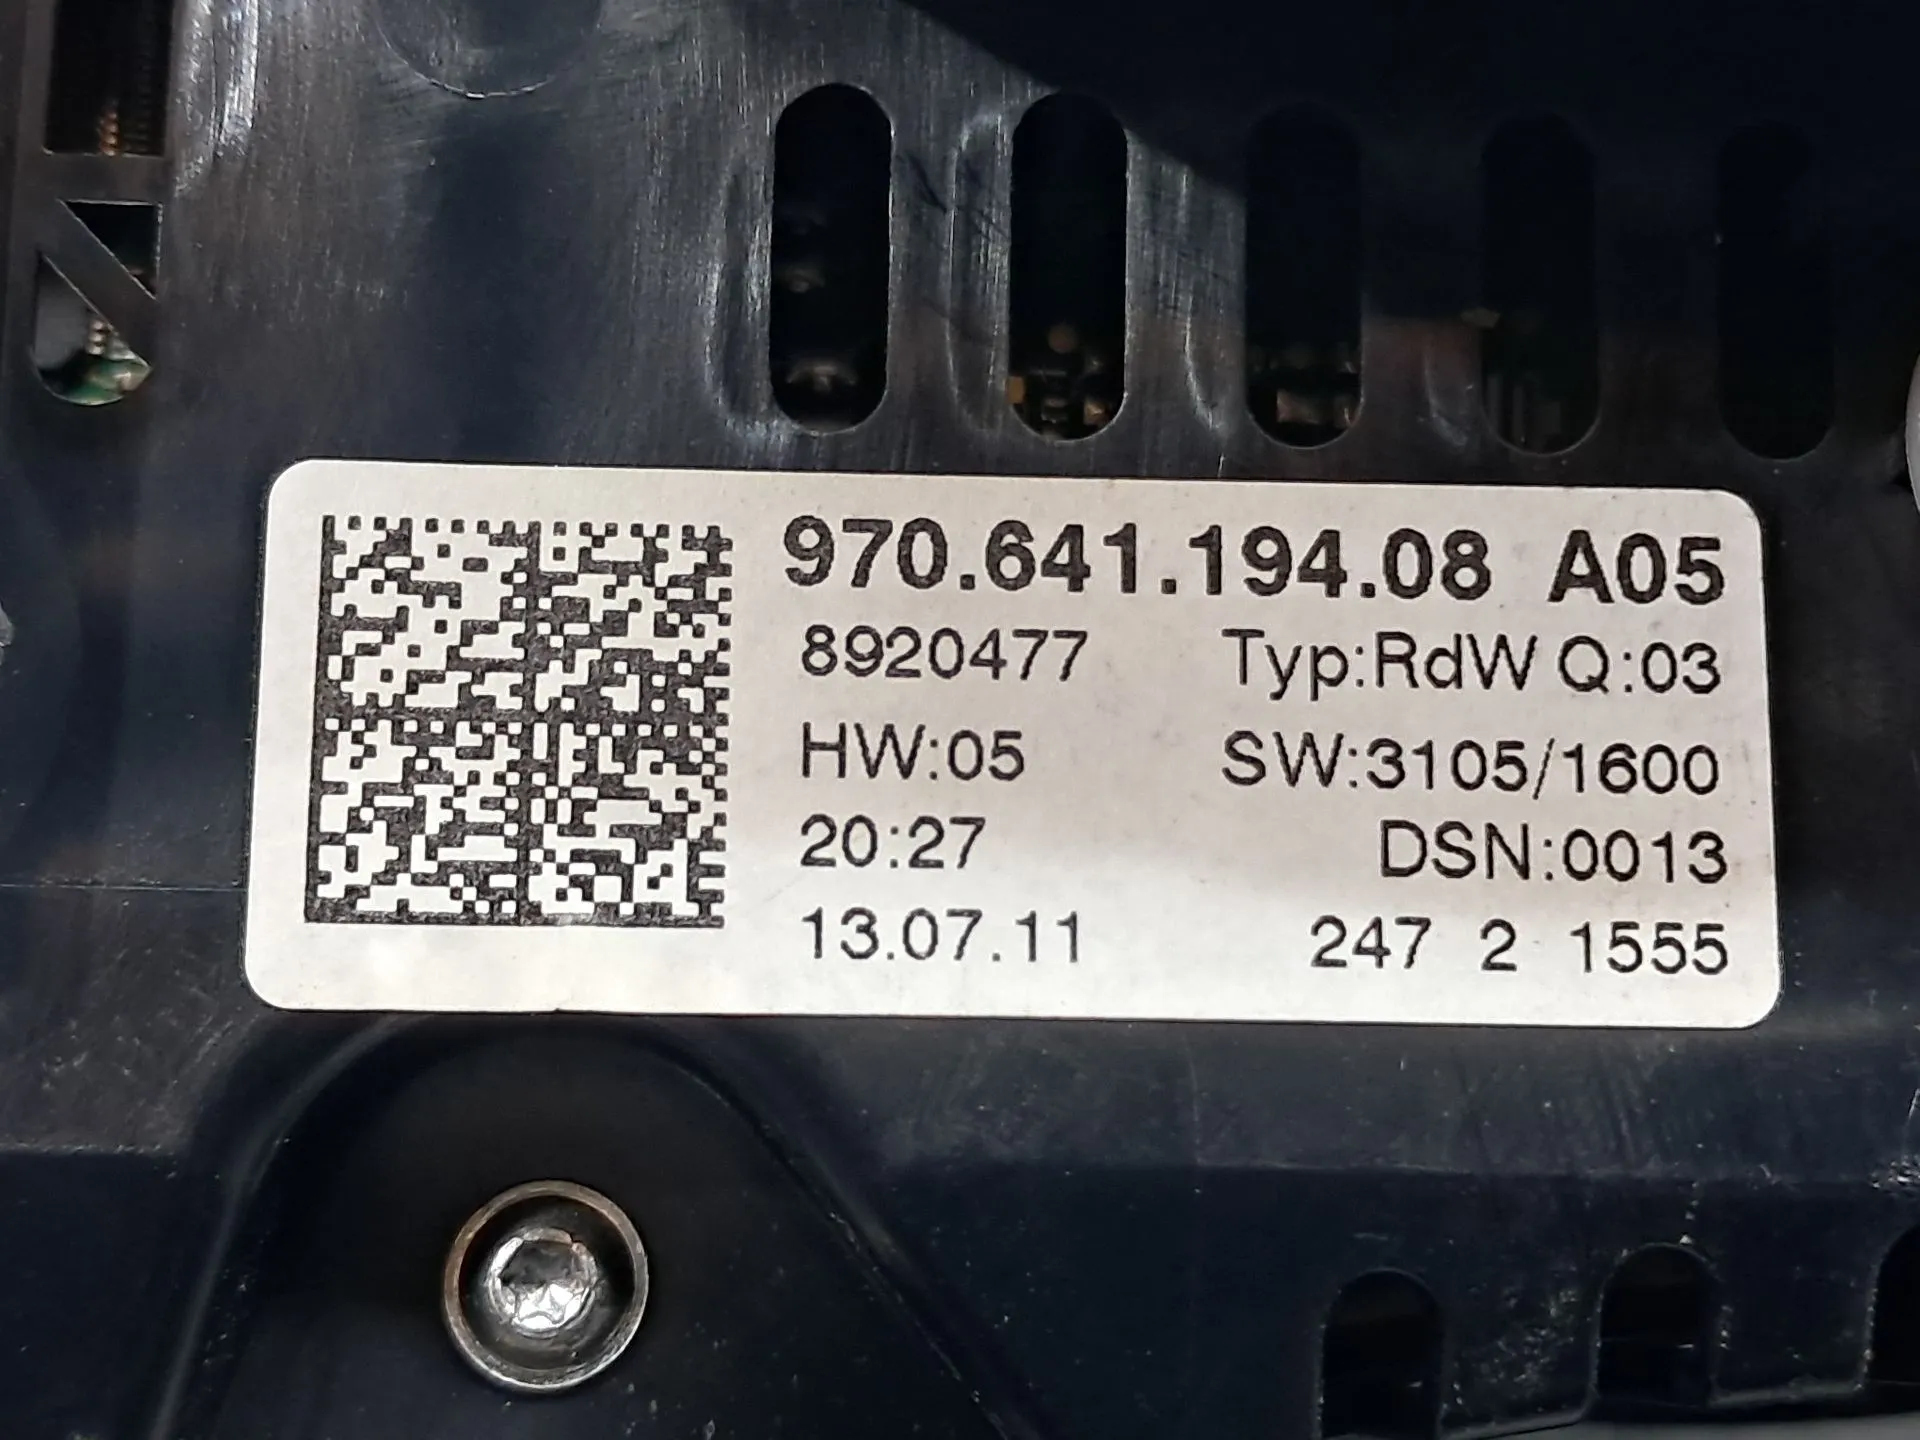 970.641.194.08 A05
8920477 Typ:RdW Q:03
HW:05 SW:3105/1600
20:27 DSN:0013
13.07.11 247 2 1555